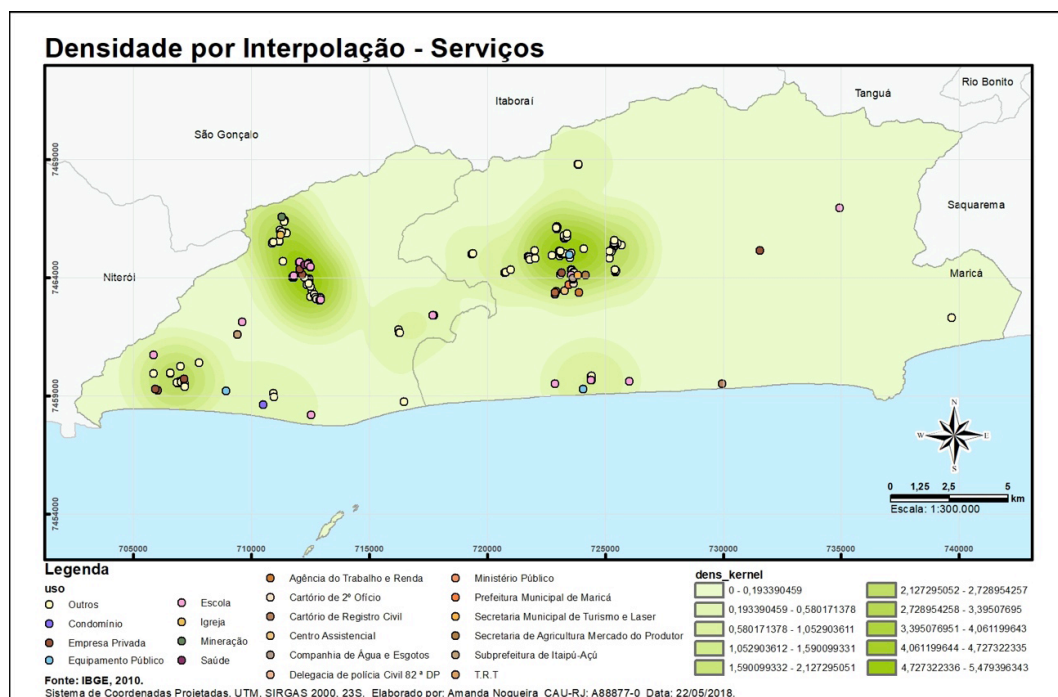 Densidade por Interpolação - Serviços
Rio Bonito
Tanguá
Itaboraí
São Gonçalo
7469000
Saquarema
Niterói
7464000
Maricá
7459000
N
W E
S
0 1,25 2,5 5
km
Escala: 1:300.000
7454000
705000 710000 715000 720000 725000 730000 735000 740000
Legenda
uso
Outros
Condomínio
Empresa Privada
Equipamento Público
Escola
Igreja
Mineração
Saúde
Agência do Trabalho e Renda
Cartório de 2º Ofício
Cartório de Registro Civil
Centro Assistencial
Companhia de Água e Esgotos
Delegacia de polícia Civil 82 ª DP
Ministério Público
Prefeitura Municipal de Maricá
Secretaria Municipal de Turismo e Laser
Secretaria de Agricultura Mercado do Produtor
Subprefeitura de Itaipú-Açú
T.R.T
dens_kernel
0 - 0,193390459
0,193390459 - 0,580171378
0,580171378 - 1,052903611
1,052903612 - 1,590099331
1,590099332 - 2,127295051
2,127295052 - 2,728954257
2,728954258 - 3,39507695
3,395076951 - 4,061199643
4,061199644 - 4,727322335
4,727322336 - 5,479396343
Fonte: IBGE, 2010.
Sistema de Coordenadas Projetadas, UTM, SIRGAS 2000, 23S. Elaborado por: Amanda Nogueira CAU-RJ: A88877-0 Data: 22/05/2018.